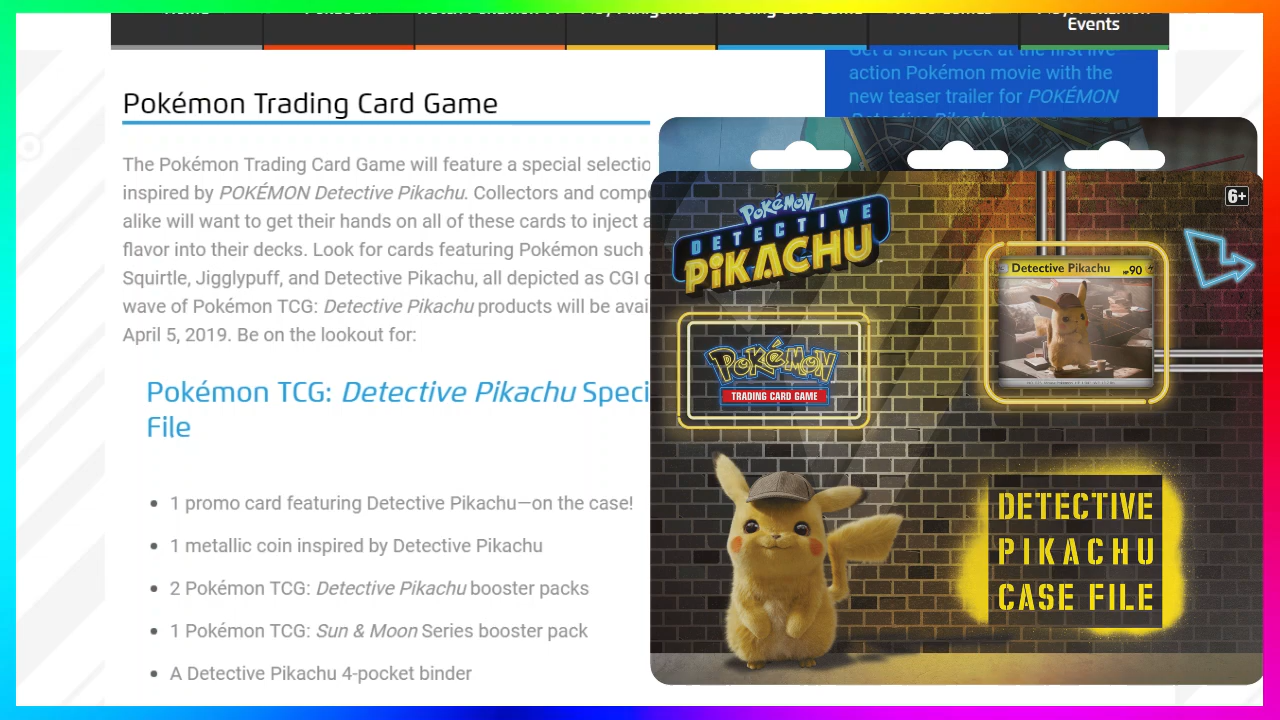 Events
Get a sneak peek at the first live
action Pokémon movie with the
new teaser trailer for POKÉMON
Pokémon Trading Card Game
The Pokémon Trading Card Game will feature a special
inspired by POKÉMON Detective Pikachu. Collectors and
alike will want to get their hands on all of these cards to inject
flavor into their decks. Look for cards featuring Pokémon such
Squirtle, Jigglypuff, and Detective Pikachu, all depicted as CGI
wave of Pokémon TCG: Detective Pikachu products will be
April 5, 2019. Be on the lookout for:
Pokémon TCG: Detective Pikachu
File
1 promo card featuring Detective Pikachu—on the case!
1 metallic coin inspired by Detective Pikachu
2 Pokémon TCG: Detective Pikachu booster packs
1 Pokémon TCG: Sun & Moon Series booster pack
A Detective Pikachu 4-pocket binder
6+
POKÉMON
DETECTIVE
PIKACHU
Detective Pikachu HP90
POKÉMON
TRADING CARD GAME
DETECTIVE
PIKACHU
CASE FILE